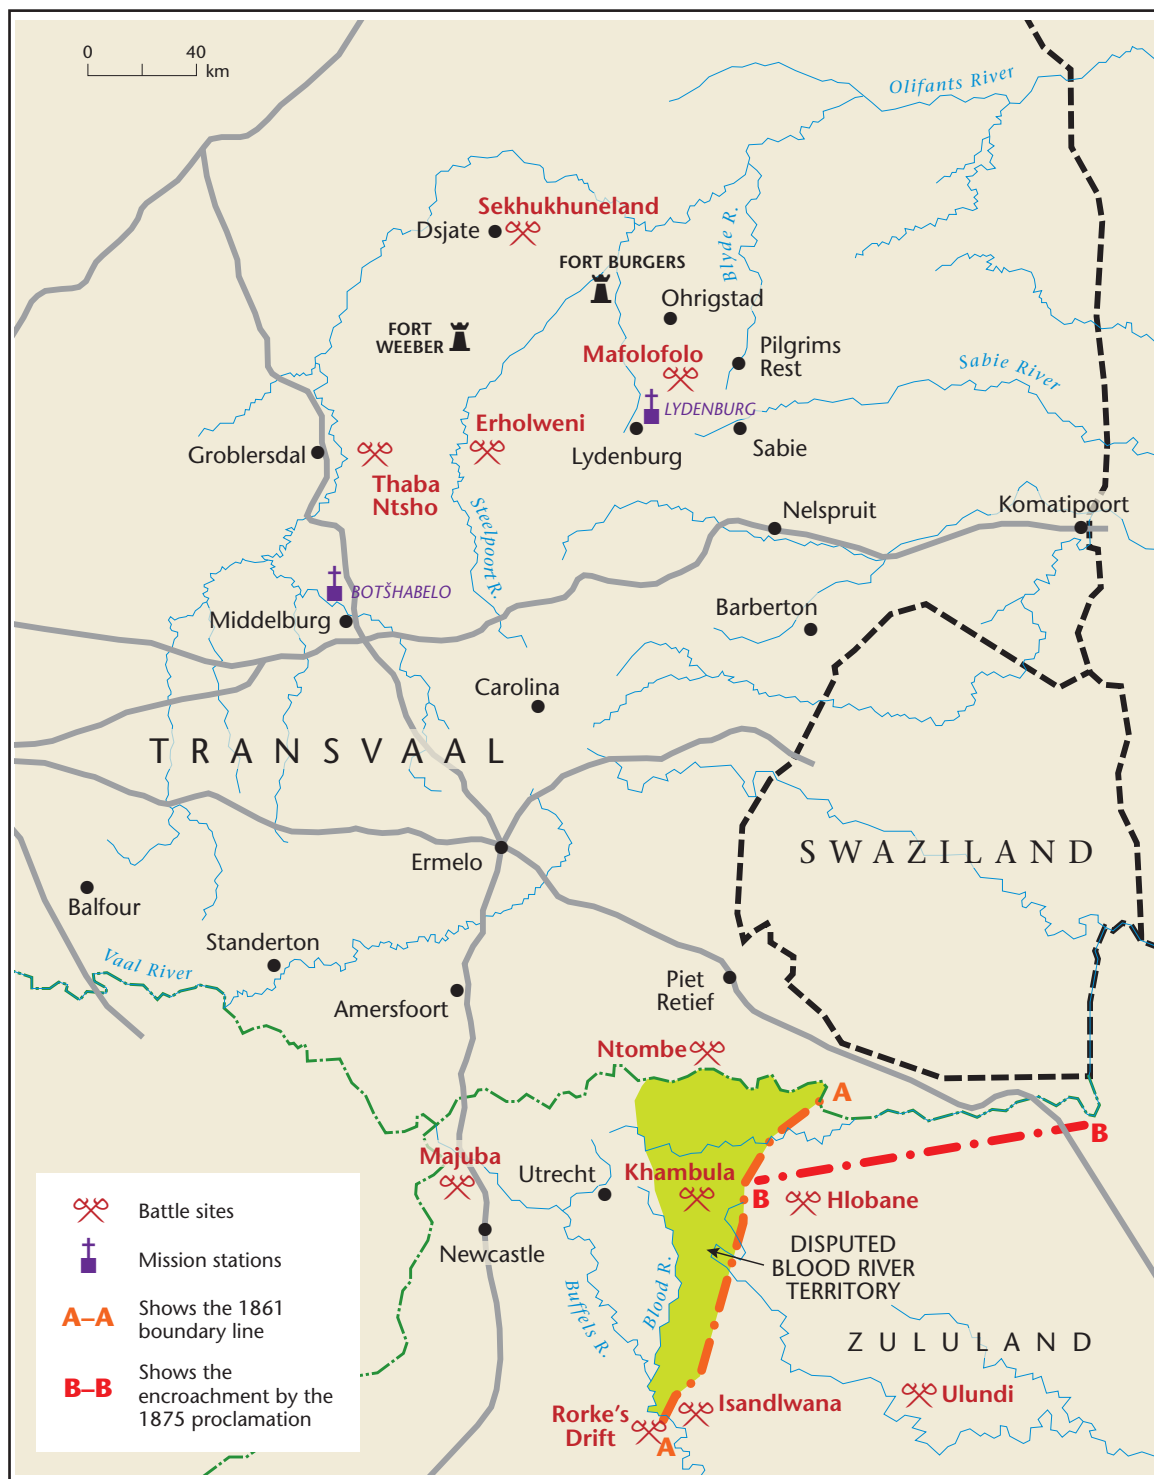 0 40
km
Olifants River
Sekhukhuneland
Dsjate
Blyde R.
FORT BURGERS
Ohrigstad
FORT
WEEBER
Mafolofolo
Pilgrims
Rest
Sabie River
LYDENBURG
Erholweni
Groblersdal
Lydenburg
Sabie
Thaba
Ntsho
Steelpoort R.
Nelspruit
Komatipoort
BOTŠHABELO
Middelburg
Barberton
Carolina
TRANSVAAL
SWAZILAND
Ermelo
Balfour
Standerton
Vaal River
Amersfoort
Piet
Retief
Ntombe
A
B
Majuba
Utrecht
Khambula
B
Hlobane
Newcastle
DISPUTED
BLOOD RIVER
TERRITORY
Buffels R.
Blood R.
ZULULAND
Ulundi
Isandlwana
Rorke’s
Drift
A
Battle sites
Mission stations
A–A Shows the 1861
boundary line
B–B Shows the
encroachment by the
1875 proclamation